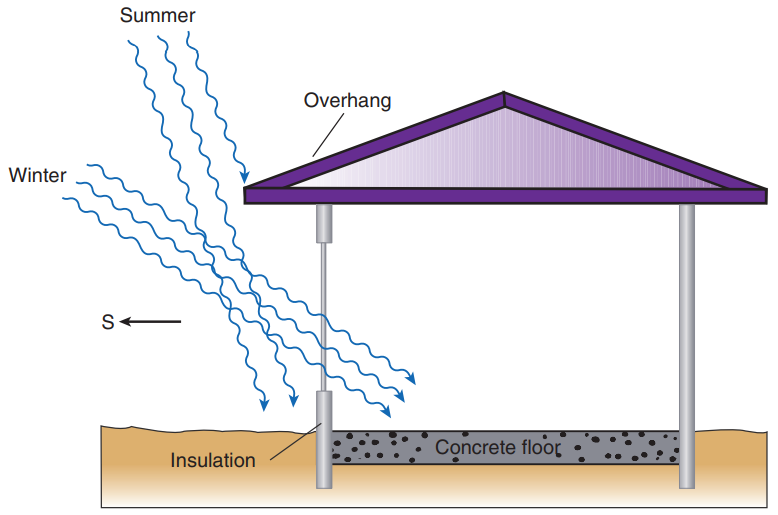 Summer
Overhang
Winter
S
Concrete floor
Insulation